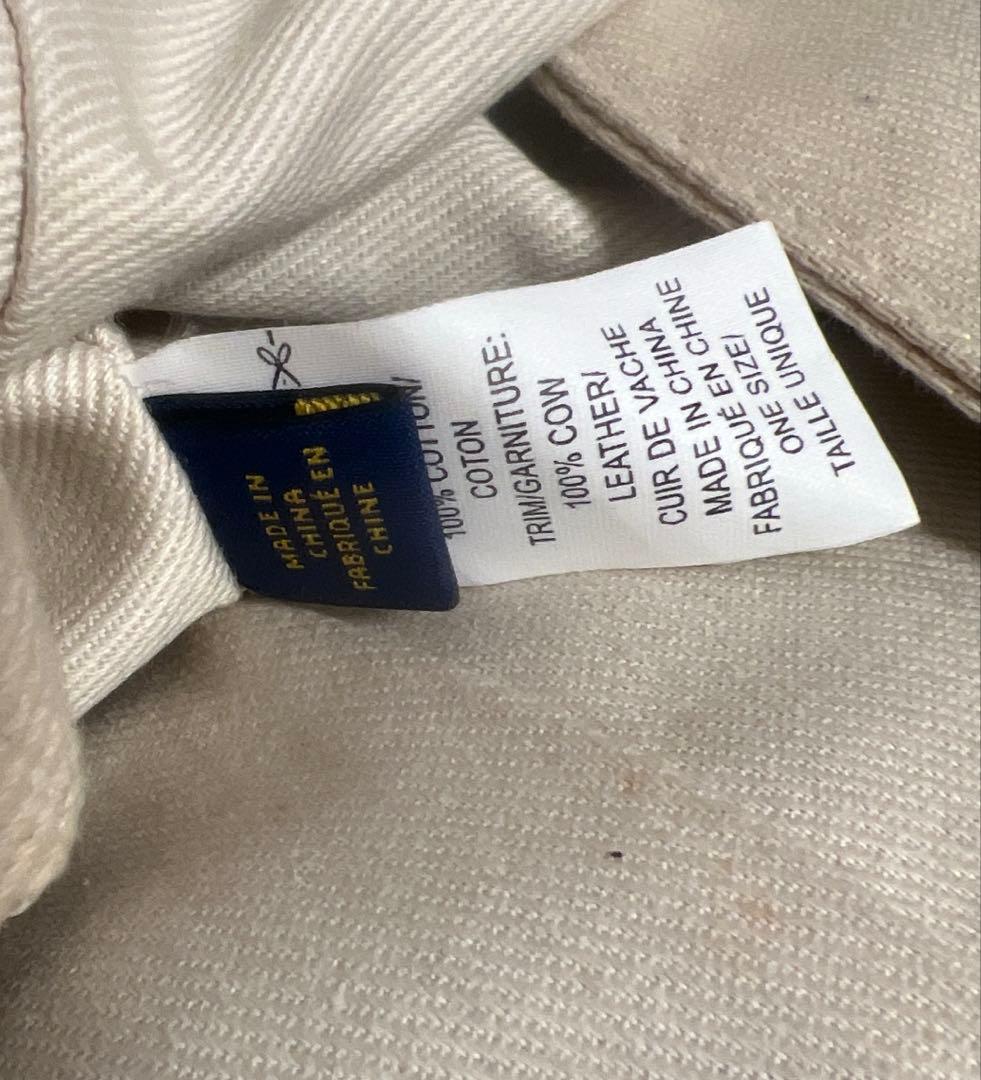 MADE IN
CHINA
FABRIQUÉ EN
CHINE
100% COTTON/
COTON
TRIM/GARNITURE:
100% COW
LEATHER/
CUIR DE VACHE
MADE IN CHINA
FABRIQUÉ EN CHINE
ONE SIZE/
TAILLE UNIQUE